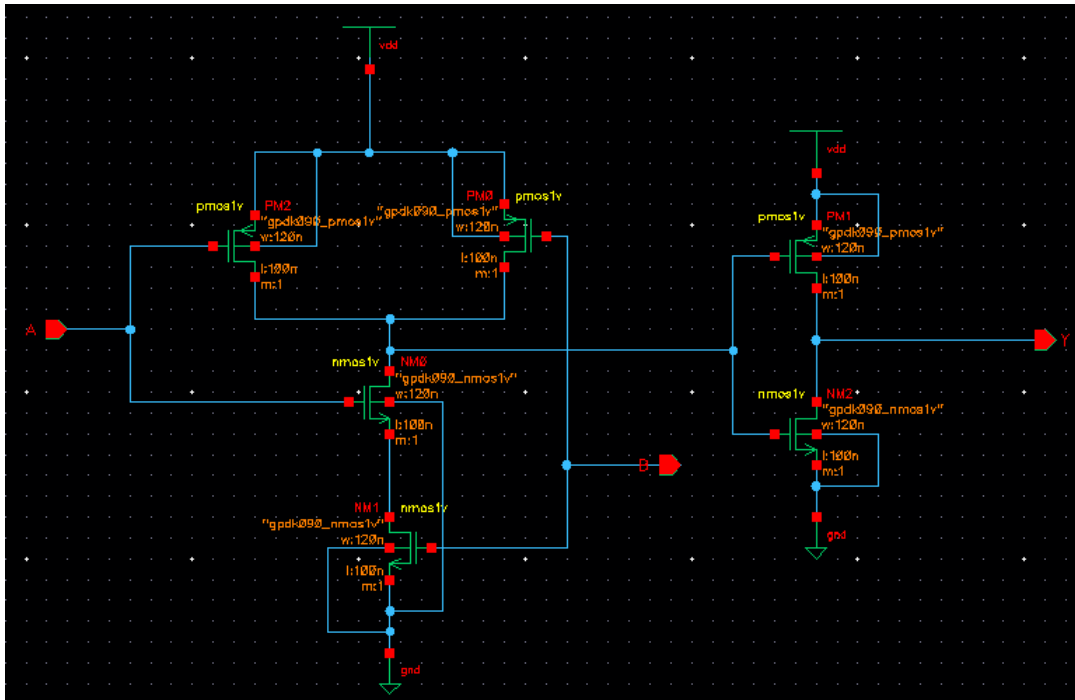 vdd
vdd
pmos1v
PM2
"gpdk090_pmos1v"
w:120n
l:100n
m:1
PM0
pmos1v
"gpdk090_pmos1v"
w:120n
l:100n
m:1
pmos1v
PM1
"gpdk090_pmos1v"
w:120n
l:100n
m:1
A
Y
nmos1v
NM0
"gpdk090_nmos1v"
w:120n
l:100n
m:1
nmos1v
NM2
"gpdk090_nmos1v"
w:120n
l:100n
m:1
B
NM1
nmos1v
"gpdk090_nmos1v"
w:120n
l:100n
m:1
gnd
gnd